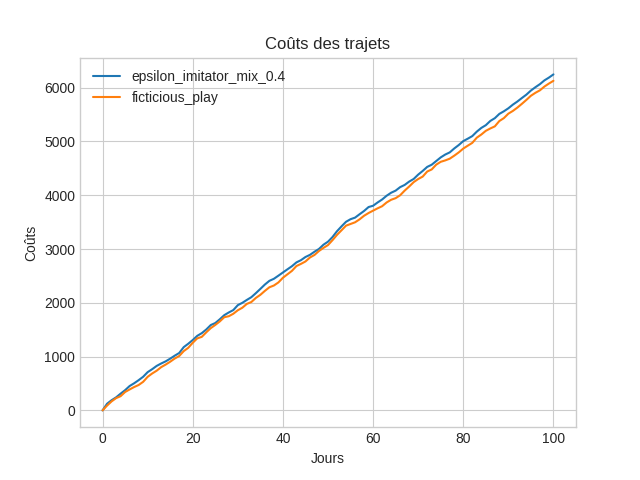 Coûts des trajets
epsilon_imitator_mix_0.4
ficticious_play
6000
5000
4000
3000
2000
1000
0
Coûts
0 20 40 60 80 100
Jours